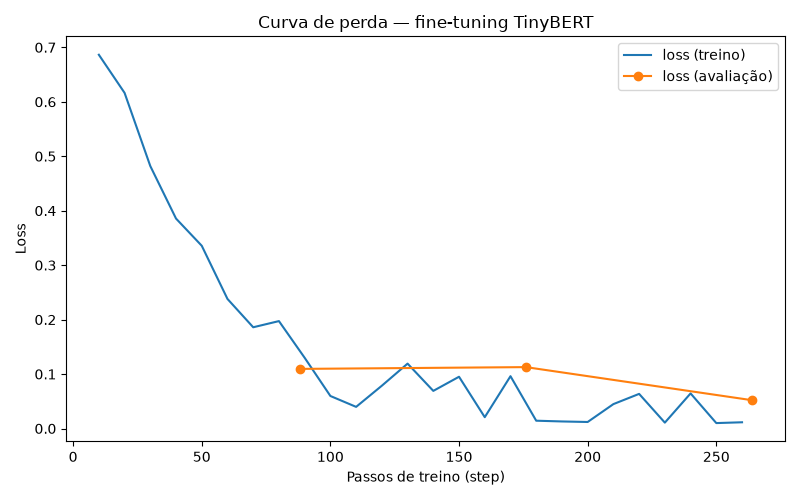 Curva de perda — fine-tuning TinyBERT
loss (treino)
loss (avaliação)
0.7
0.6
0.5
0.4
0.3
0.2
0.1
0.0
Loss
0 50 100 150 200 250
Passos de treino (step)